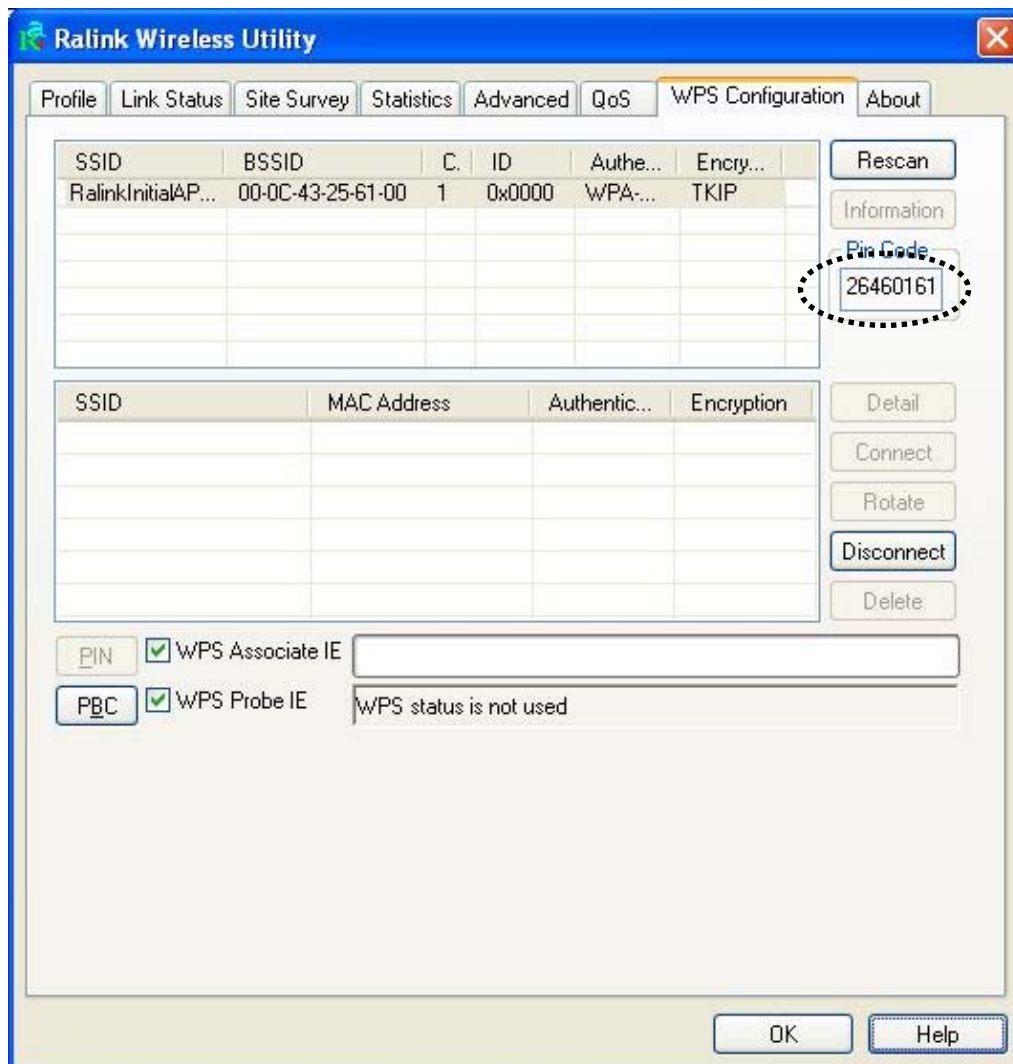 Ralink Wireless Utility
Profile Link Status Site Survey Statistics Advanced QoS WPS Configuration About
SSID BSSID C. ID Authe... Encry...
RalinkInitialAP... 00-0C-43-25-61-00 1 0x0000 WPA-... TKIP
Rescan
Information
Pin Code
26460161
SSID MAC Address Authentic... Encryption
Detail
Connect
Rotate
Disconnect
Delete
PIN WPS Associate IE
PBC WPS Probe IE WPS status is not used
OK Help